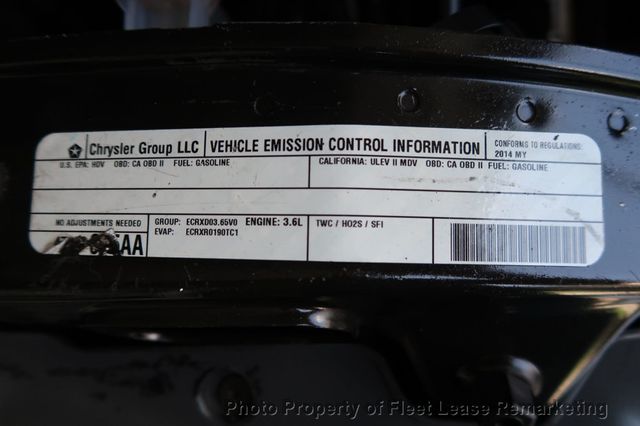 Chrysler Group LLC VEHICLE EMISSION CONTROL INFORMATION CONFORMS TO REGULATIONS:
2014 MY
U.S. EPA: HDV OBD: CA OBD II FUEL: GASOLINE CALIFORNIA: ULEV II MDV OBD: CA OBD II FUEL: GASOLINE
NO ADJUSTMENTS NEEDED GROUP: ECRXD03.65V0 ENGINE: 3.6L TWC / HO2S / SFI
EVAP: ECRXR0190TC1
Photo Property of Fleet Lease Remarketing